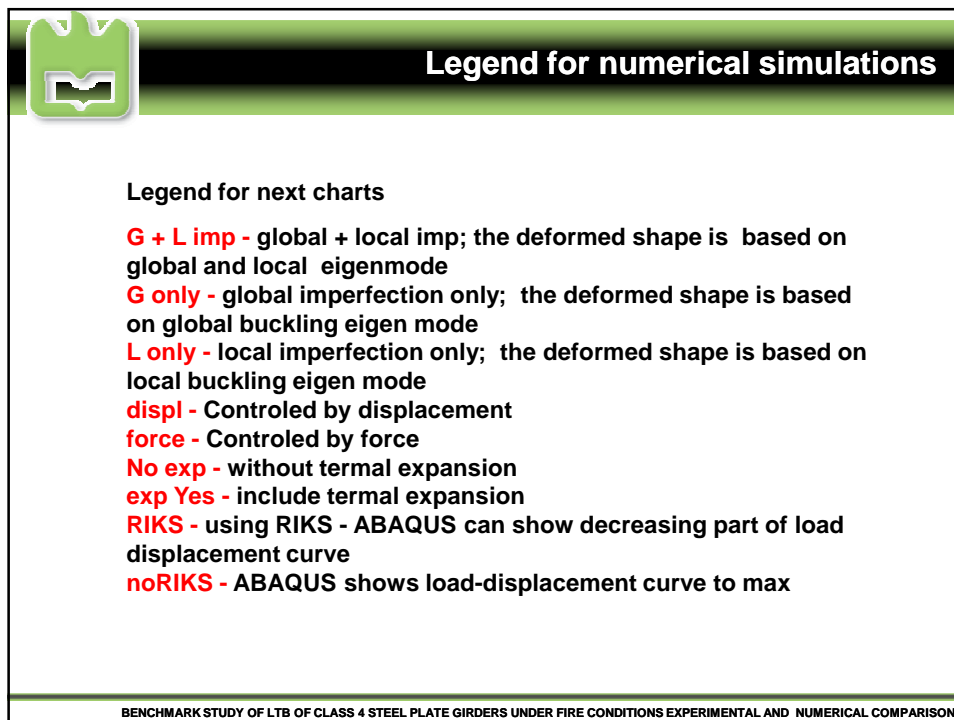 Legend for numerical simulations
Legend for next charts
G + L imp - global + local imp; the deformed shape is based on
global and local eigenmode
G only - global imperfection only; the deformed shape is based
on global buckling eigen mode
L only - local imperfection only; the deformed shape is based on
local buckling eigen mode
displ - Controled by displacement
force - Controled by force
No exp - without termal expansion
exp Yes - include termal expansion
RIKS - using RIKS - ABAQUS can show decreasing part of load
displacement curve
noRIKS - ABAQUS shows load-displacement curve to max
BENCHMARK STUDY OF LTB OF CLASS 4 STEEL PLATE GIRDERS UNDER FIRE CONDITIONS EXPERIMENTAL AND NUMERICAL COMPARISON